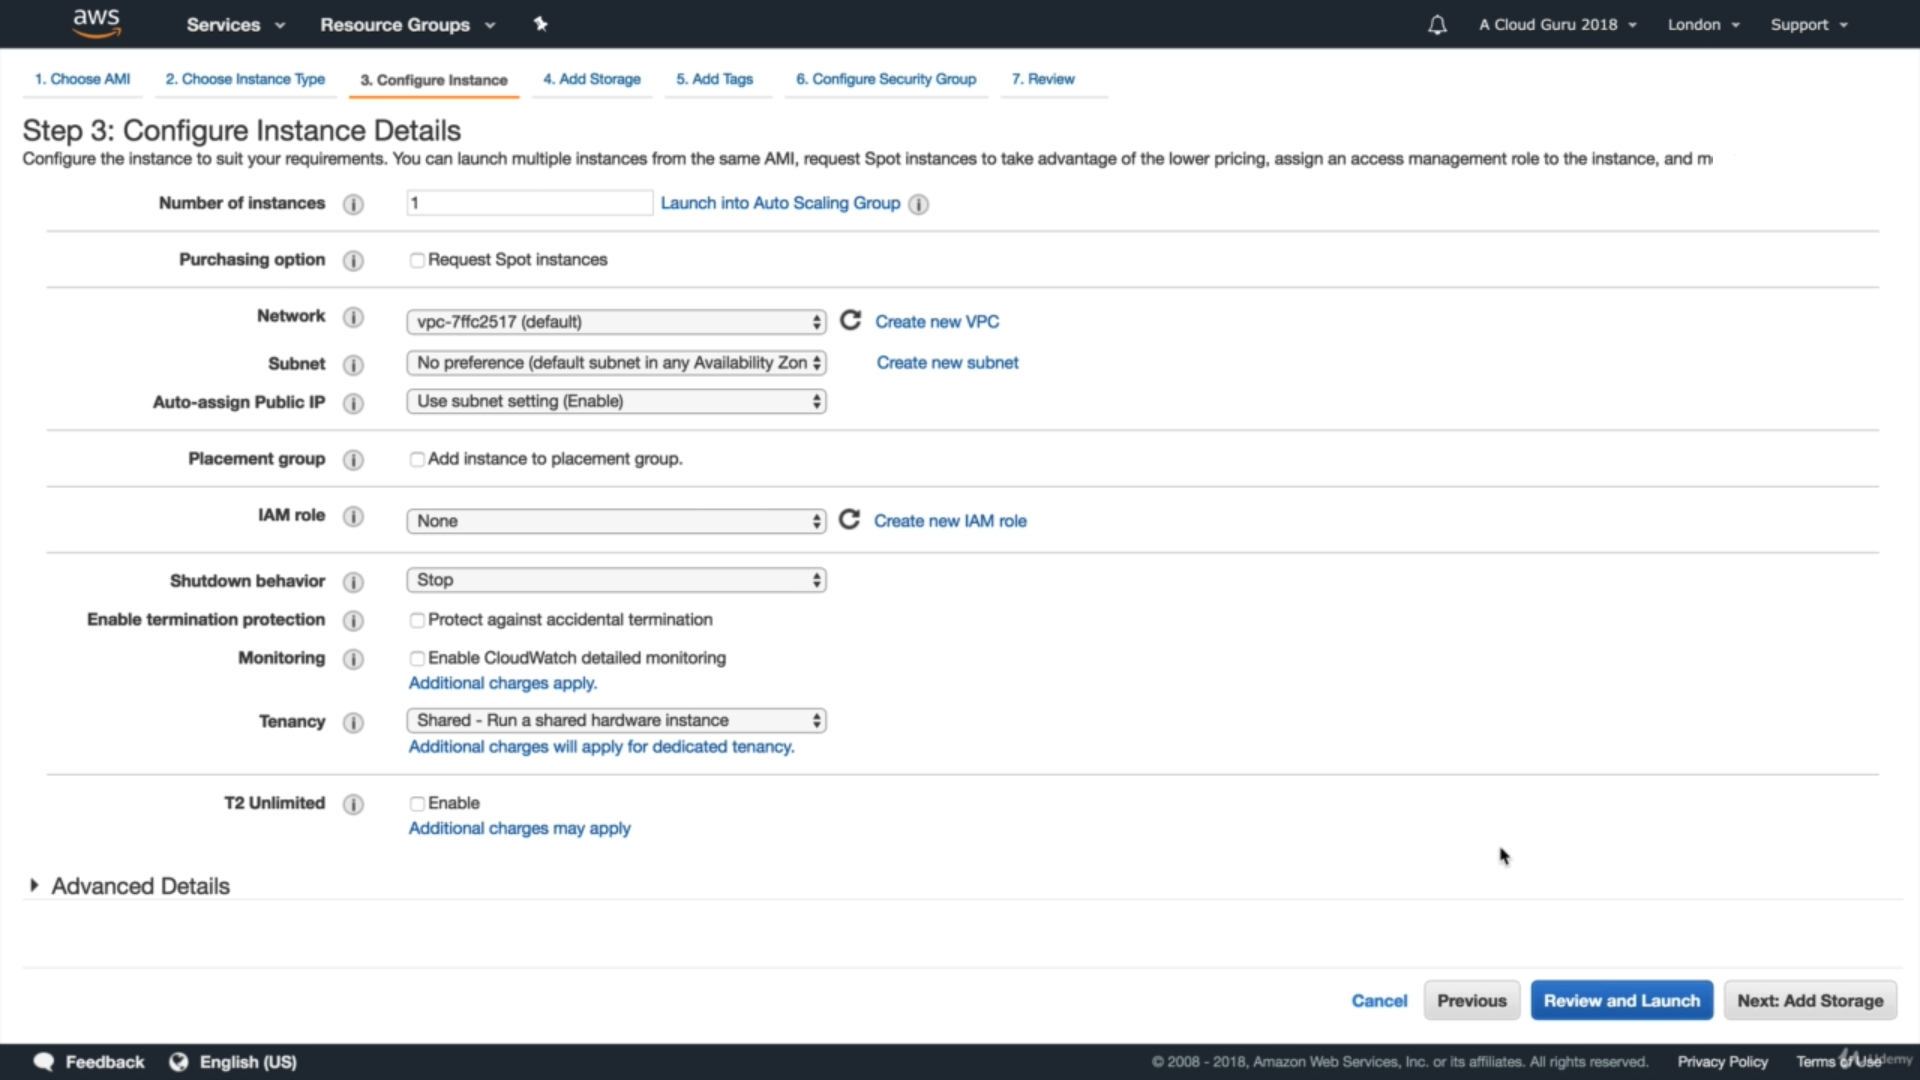 aws Services Resource Groups A Cloud Guru 2018 London Support
1. Choose AMI 2. Choose Instance Type 3. Configure Instance 4. Add Storage 5. Add Tags 6. Configure Security Group 7. Review
Step 3: Configure Instance Details
Configure the instance to suit your requirements. You can launch multiple instances from the same AMI, request Spot instances to take advantage of the lower pricing, assign an access management role to the instance, and m
Number of instances 1 Launch into Auto Scaling Group
Purchasing option Request Spot instances
Network vpc-7ffc2517 (default) Create new VPC
Subnet No preference (default subnet in any Availability Zon Create new subnet
Auto-assign Public IP Use subnet setting (Enable)
Placement group Add instance to placement group.
IAM role None Create new IAM role
Shutdown behavior Stop
Enable termination protection Protect against accidental termination
Monitoring Enable CloudWatch detailed monitoring
Additional charges apply.
Tenancy Shared - Run a shared hardware instance
Additional charges will apply for dedicated tenancy.
T2 Unlimited Enable
Additional charges may apply
Advanced Details
Cancel Previous Review and Launch Next: Add Storage
Feedback English (US) © 2008 - 2018, Amazon Web Services, Inc. or its affiliates. All rights reserved. Privacy Policy Terms of Use